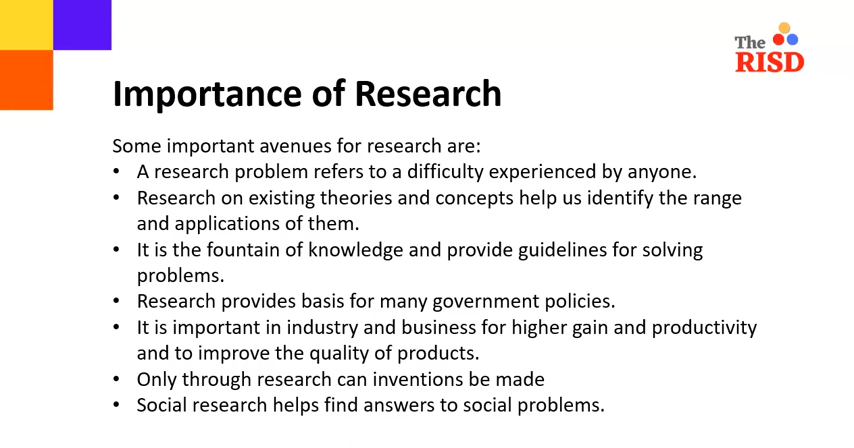 The
RISD
Importance of Research
Some important avenues for research are:
• A research problem refers to a difficulty experienced by anyone.
• Research on existing theories and concepts help us identify the range
and applications of them.
• It is the fountain of knowledge and provide guidelines for solving
problems.
• Research provides basis for many government policies.
• It is important in industry and business for higher gain and productivity
and to improve the quality of products.
• Only through research can inventions be made
• Social research helps find answers to social problems.